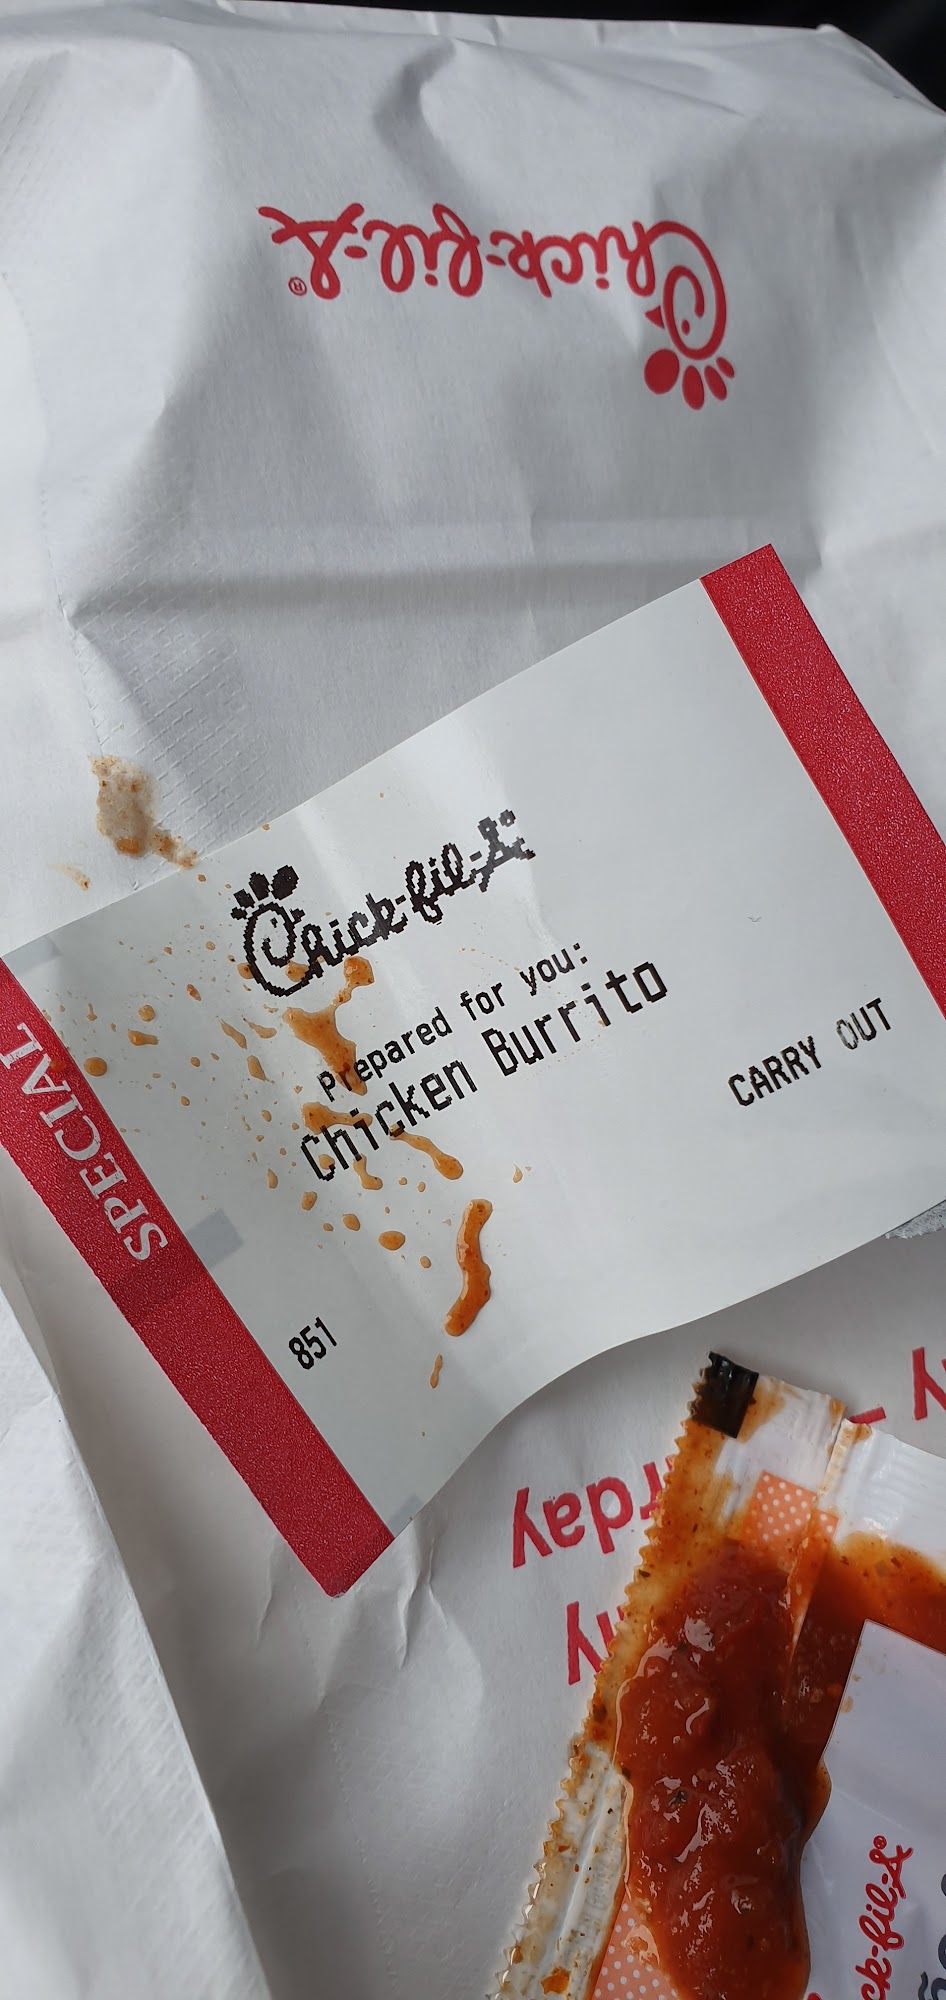 Chick-fil-A®
SPECIAL
Chick-fil-A®
Prepared for you:
Chicken Burrito
CARRY OUT
851